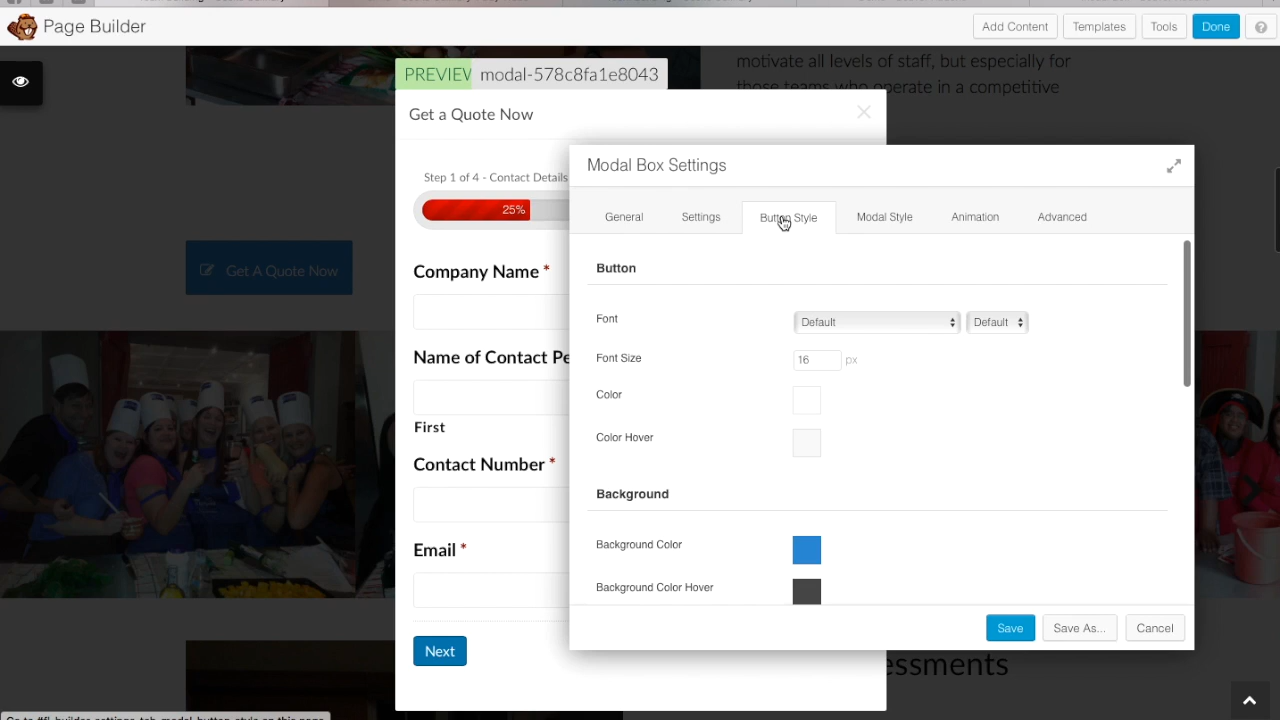 Page Builder
Add Content
Templates
Tools
Done
?
motivate all levels of staff, but especially for
those teams who operate in a competitive
PREVIEW modal-578c8fa1e8043
Get a Quote Now
Modal Box Settings
Step 1 of 4 - Contact Details
25%
General
Settings
Button Style
Modal Style
Animation
Advanced
Get A Quote Now
Company Name *
Name of Contact Pe
First
Contact Number *
Email *
Next
Button
Font
Default
Default
Font Size
16
px
Color
Color Hover
Background
Background Color
Background Color Hover
Save
Save As...
Cancel
essments